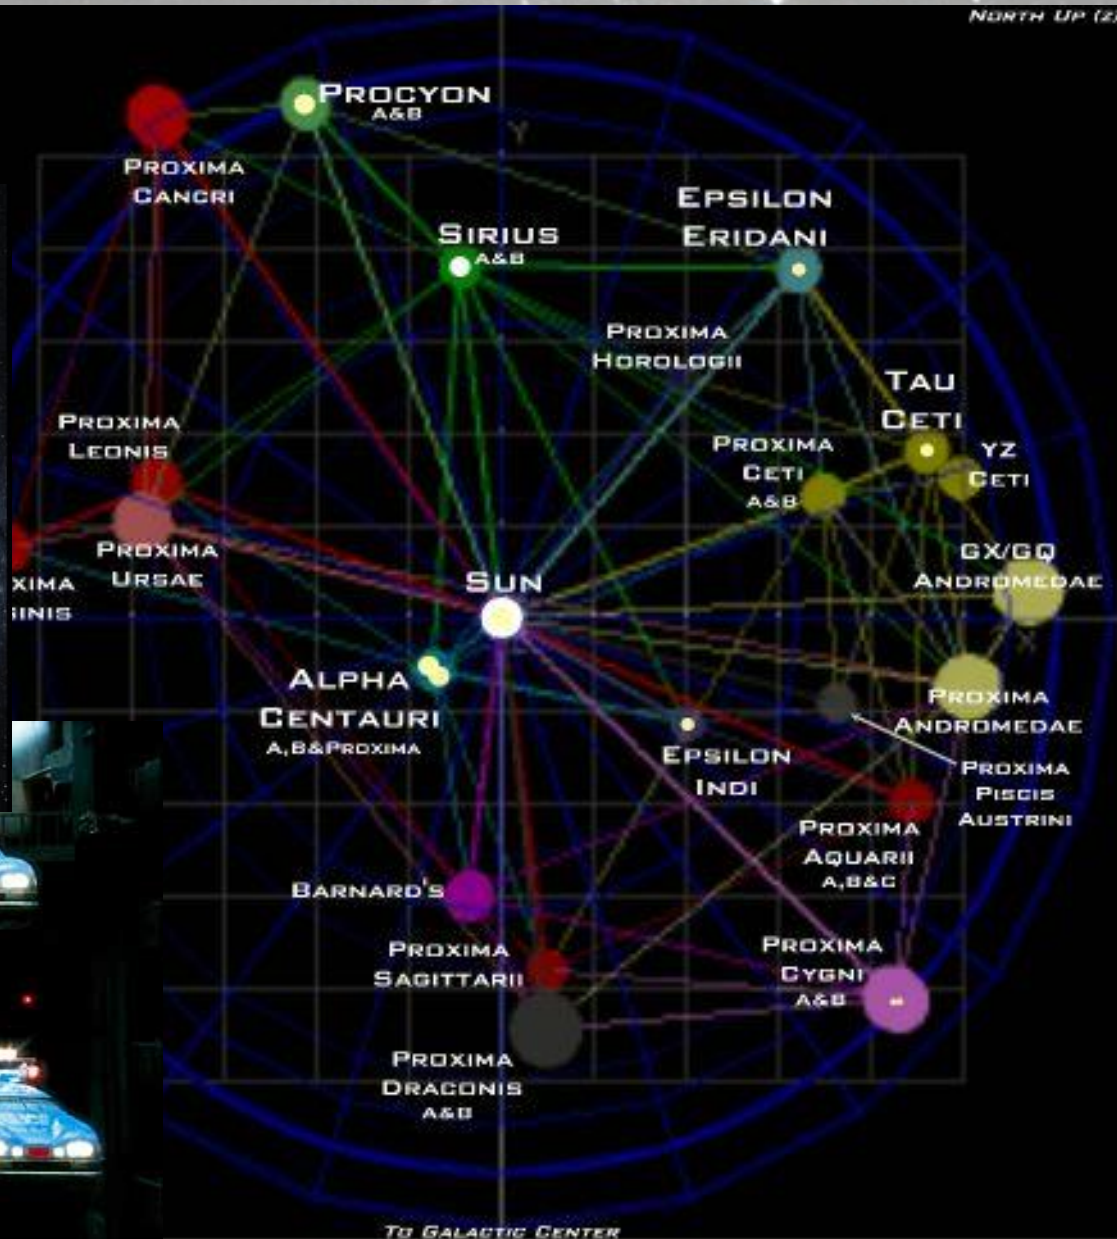 NORTH UP (Z)
PROCYON
A&B
Y
PROXIMA
CANCRI
EPSILON
ERIDANI
SIRIUS
A&B
PROXIMA
HOROLOGII
TAU
CETI
PROXIMA
LEONIS
PROXIMA
CETI
A&B
YZ
CETI
PROXIMA
URSAE
XIMA
GINIS
GX/GQ
ANDROMEDAE
SUN
X
ALPHA
CENTAURI
A,B&PROXIMA
PROXIMA
ANDROMEDAE
EPSILON
INDI
PROXIMA
PISCIS
AUSTRINI
PROXIMA
AQUARII
A,B&C
BARNARD'S
PROXIMA
SAGITTARII
PROXIMA
CYGNI
A&B
PROXIMA
DRACONIS
A&B
TO GALACTIC CENTER